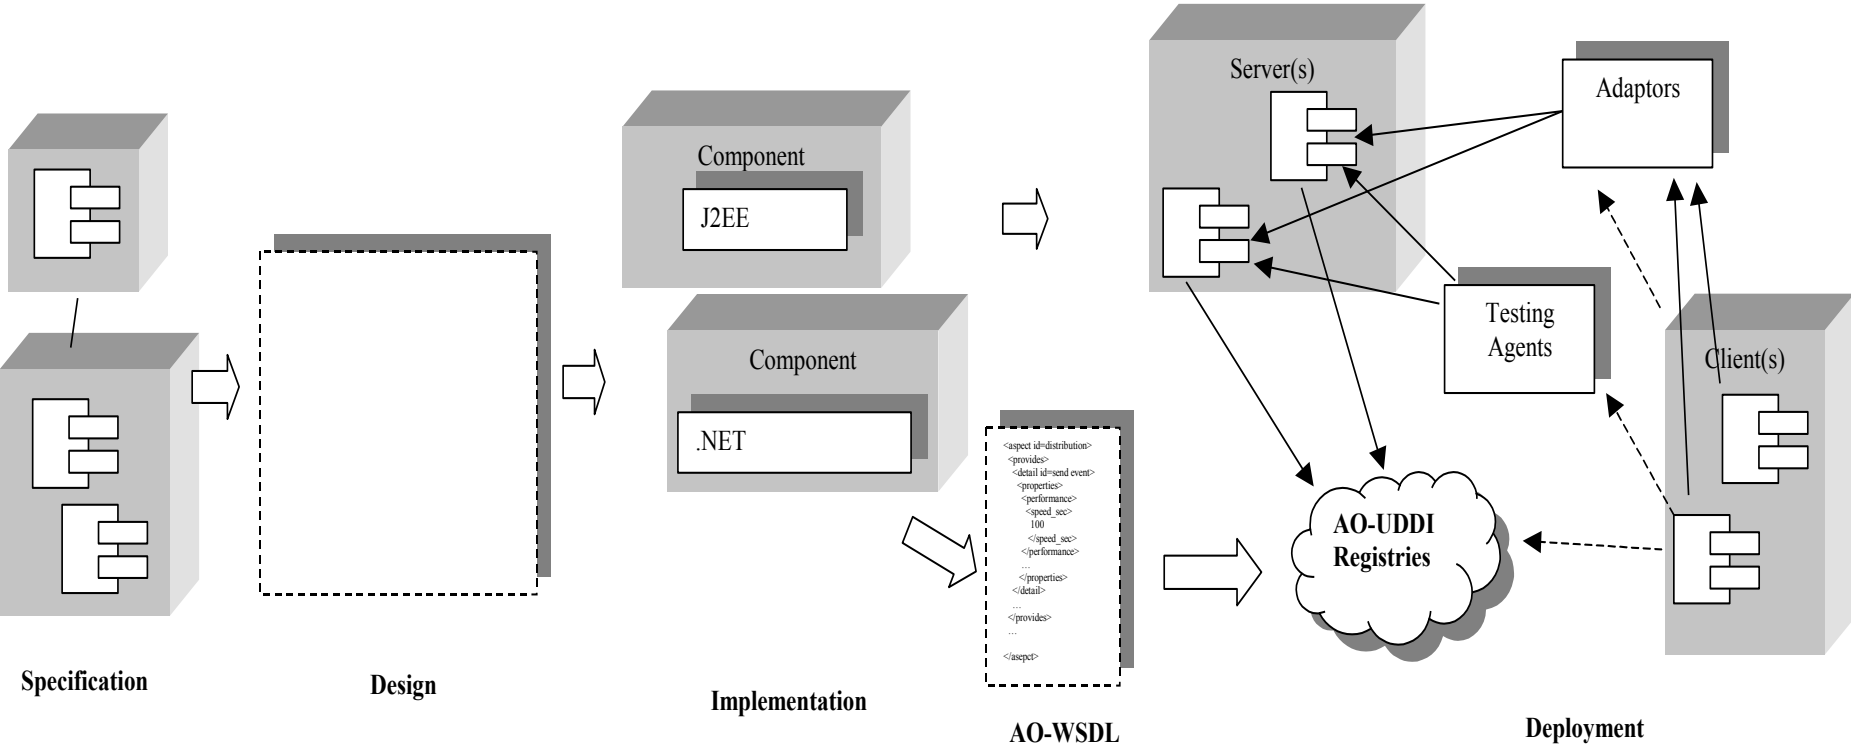 Component
J2EE
Component
.NET
<aspect id=distribution>
<provides>
<detail id=send event>
<properties>
<performance>
<speed_sec>
100
</speed_sec>
</performance>
…
</properties>
</detail>
…
</provides>
…
</asepct>
Server(s)
Adaptors
Testing
Agents
Client(s)
AO-UDDI
Registries
Specification
Design
Implementation
AO-WSDL
Deployment